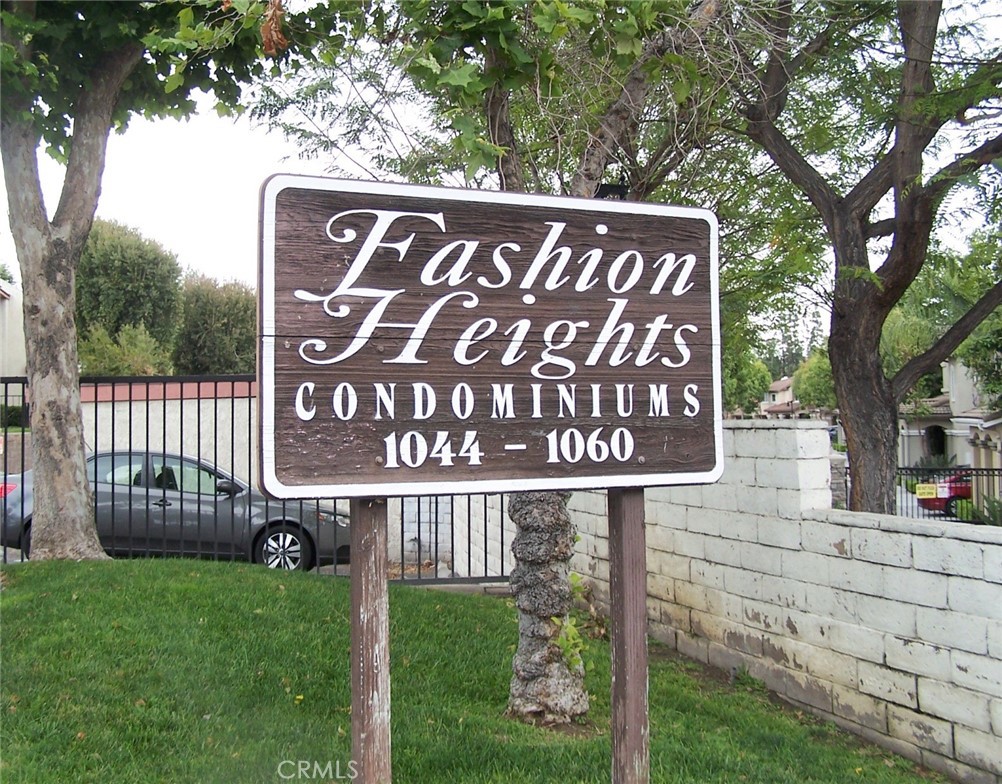 Fashion
Heights
CONDOMINIUMS
1044 - 1060
CRMLS